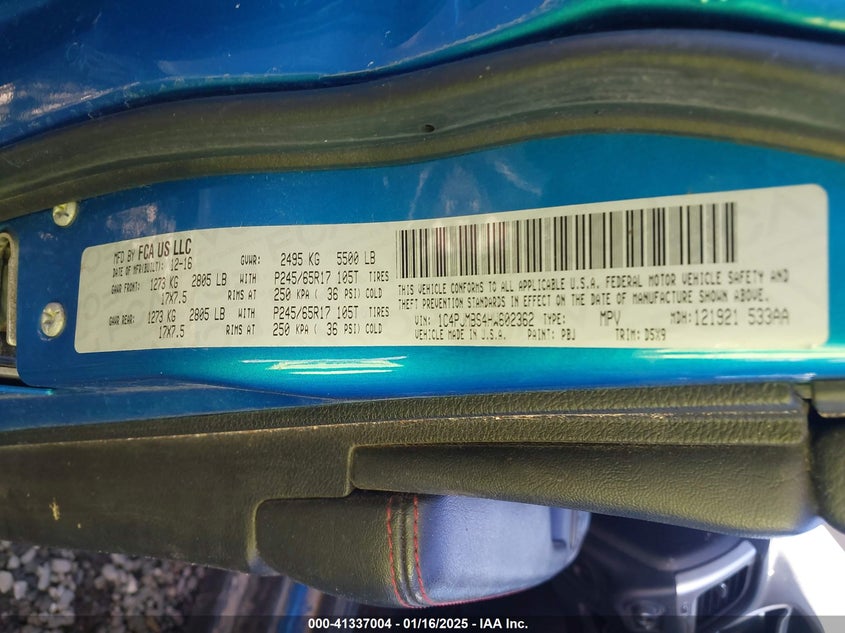 MFD BY FCA US LLC
DATE OF MFR(BUILT): 12-16 GVWR: 2495 KG 5500 LB
GAWR FRONT: 1273 KG 2805 LB WITH P245/65R17 105T TIRES
17X7.5 RIMS AT 250 KPA ( 36 PSI) COLD
GAWR REAR: 1273 KG 2805 LB WITH P245/65R17 105T TIRES
17X7.5 RIMS AT 250 KPA ( 36 PSI) COLD
THIS VEHICLE CONFORMS TO ALL APPLICABLE U.S.A. FEDERAL MOTOR VEHICLE SAFETY AND
THEFT PREVENTION STANDARDS IN EFFECT ON THE DATE OF MANUFACTURE SHOWN ABOVE.
VIN: 1C4PJMBS4HW602362 TYPE: MPV MDH: 121921 533AA
VEHICLE MADE IN U.S.A. PAINT: PBJ TRIM: D5X9
000-41337004 — 01/16/2025 — IAA Inc.